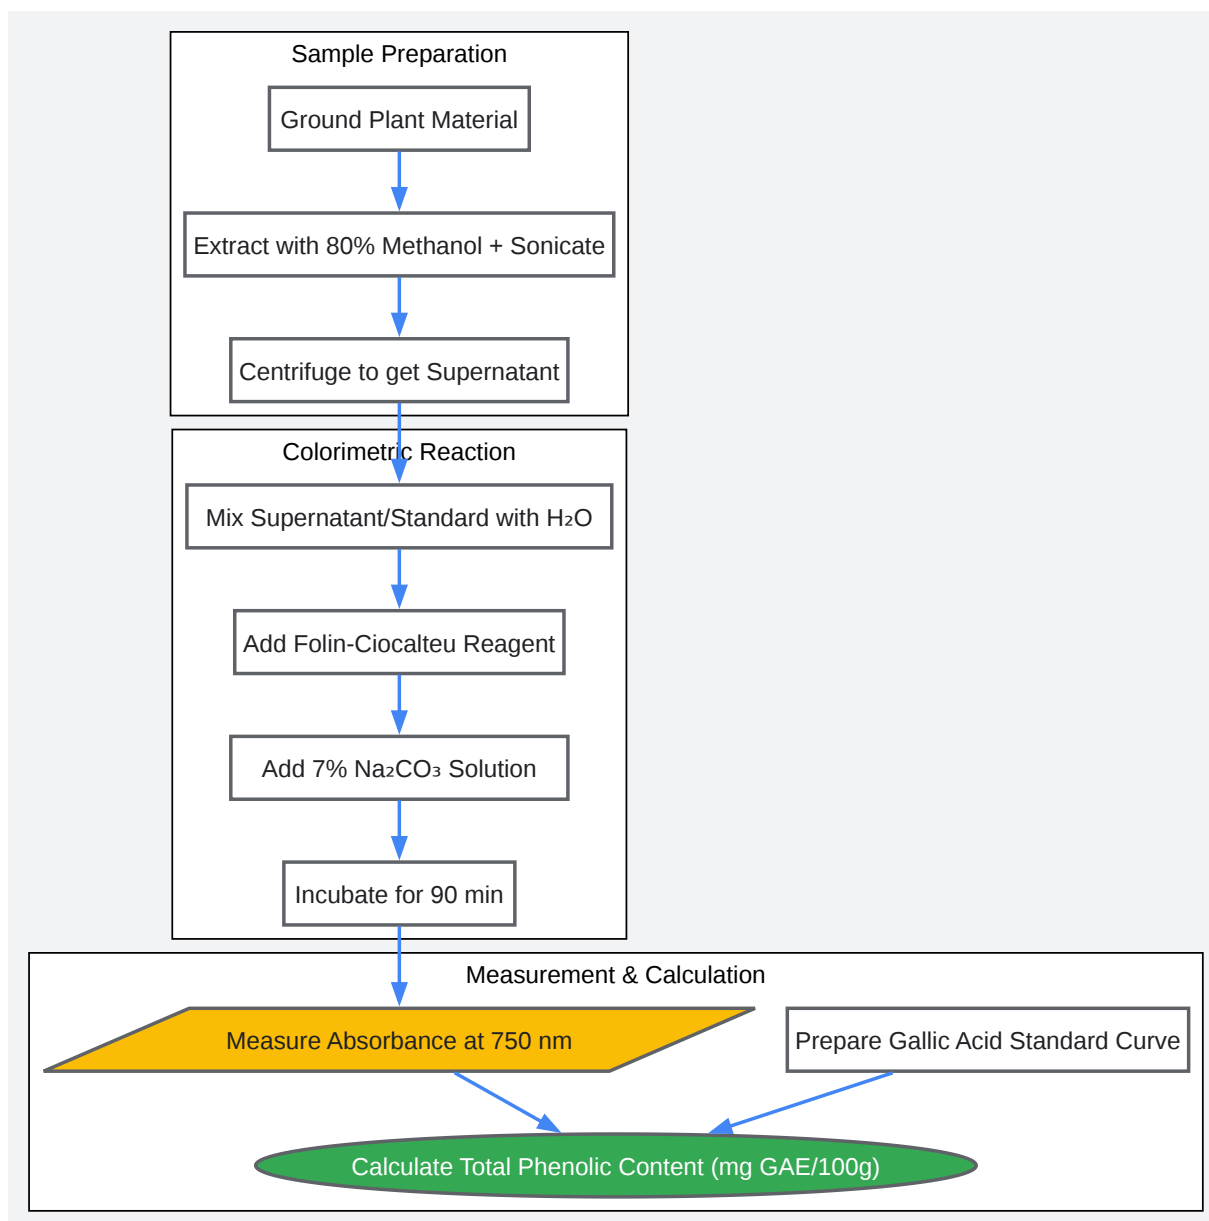 Sample Preparation
Ground Plant Material
Extract with 80% Methanol + Sonicate
Centrifuge to get Supernatant
Colorimetric Reaction
Mix Supernatant/Standard with H₂O
Add Folin-Ciocalteu Reagent
Add 7% Na₂CO₃ Solution
Incubate for 90 min
Measurement & Calculation
Measure Absorbance at 750 nm
Prepare Gallic Acid Standard Curve
Calculate Total Phenolic Content (mg GAE/100g)